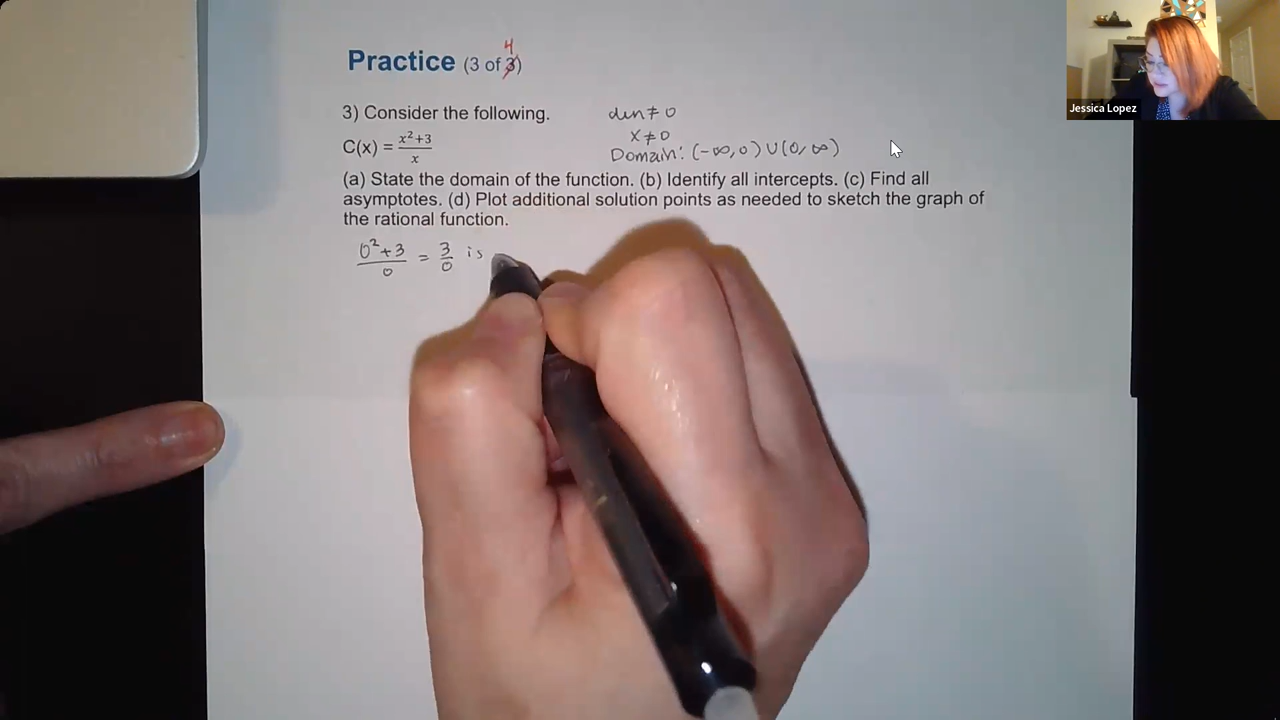 Practice (3 of 3) 4
3) Consider the following.
C(x) = x²+3 / x
den ≠ 0
x ≠ 0
Domain: (-∞, 0) ∪ (0, ∞)
(a) State the domain of the function. (b) Identify all intercepts. (c) Find all
asymptotes. (d) Plot additional solution points as needed to sketch the graph of
the rational function.
0²+3 / 0 = 3/0 is
Jessica Lopez